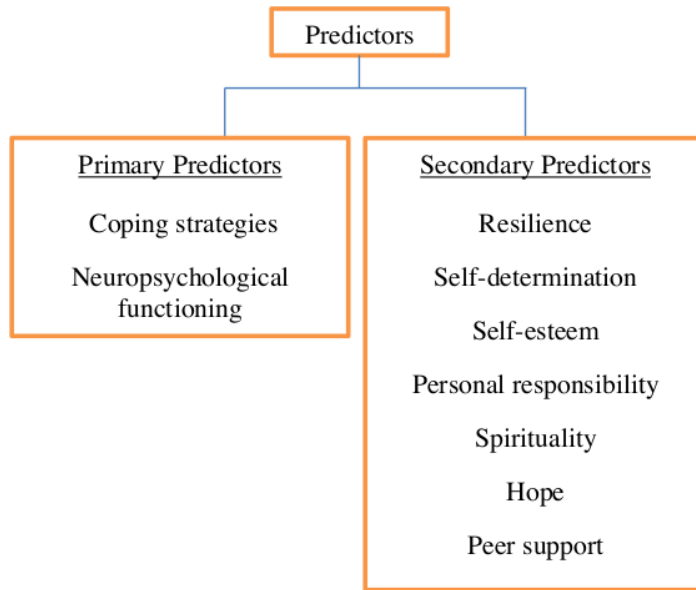 Predictors
Primary Predictors
Coping strategies
Neuropsychological
functioning
Secondary Predictors
Resilience
Self-determination
Self-esteem
Personal responsibility
Spirituality
Hope
Peer support